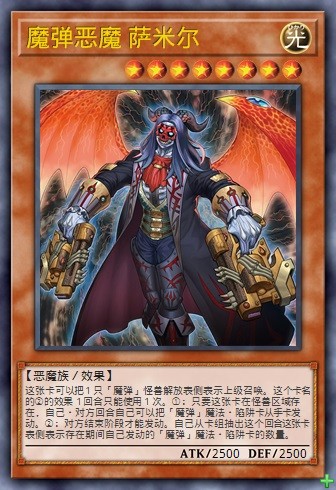 魔弹恶魔 萨米尔
光
【恶魔族／效果】
这张卡可以把1只「魔弹」怪兽解放表侧表示上级召唤。这个卡名
的②的效果1回合只能使用1次。①：只要这张卡在怪兽区域存
在，自己·对方回合自己可以把「魔弹」魔法·陷阱卡从手卡发
动。②：对方结束阶段才能发动。自己从卡组抽出这个回合这张卡
表侧表示存在期间自己发动的「魔弹」魔法·陷阱卡的数量。
ATK/2500 DEF/2500